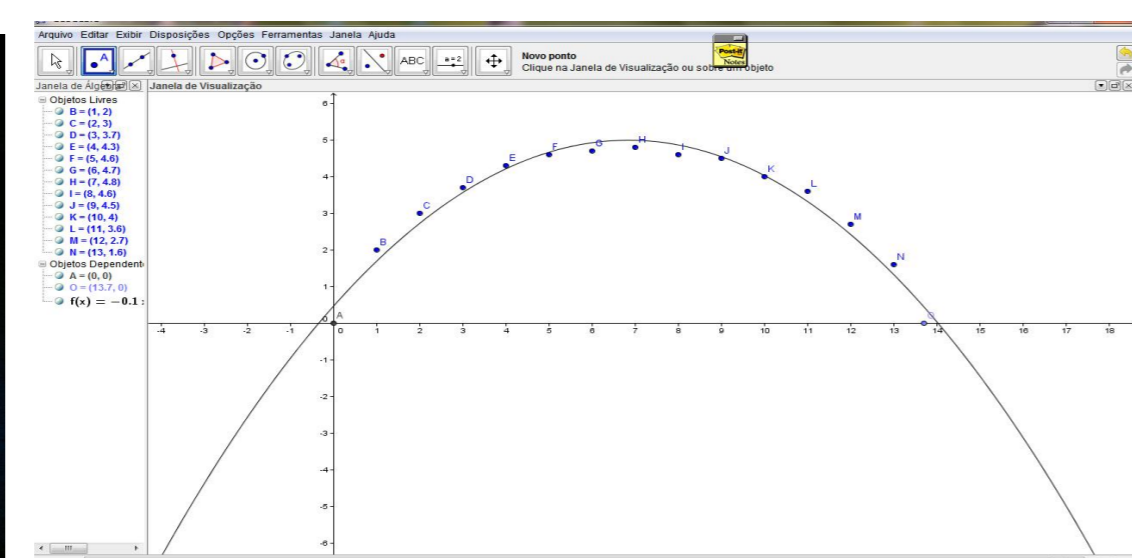 Arquivo Editar Exibir Disposições Opções Ferramentas Janela Ajuda
A
ABC
a=2
Novo ponto
Clique na Janela de Visualização ou sobre um objeto
Post-it
Notes
Janela de Visualização
Objetos Livres
B = (1, 2)
C = (2, 3)
D = (3, 3.7)
E = (4, 4.3)
F = (5, 4.6)
G = (6, 4.7)
H = (7, 4.8)
I = (8, 4.6)
J = (9, 4.5)
K = (10, 4)
L = (11, 3.6)
M = (12, 2.7)
N = (13, 1.6)
Objetos Dependent
A = (0, 0)
O = (13.7, 0)
f(x) = −0.1
6
5
4
3
2
1
0
-1
-2
-3
-4
-5
-6
-4 -3 -2 -1 0 1 2 3 4 5 6 7 8 9 10 11 12 13 14 15 16 17 18
A B C D E F G H I J K L M N O